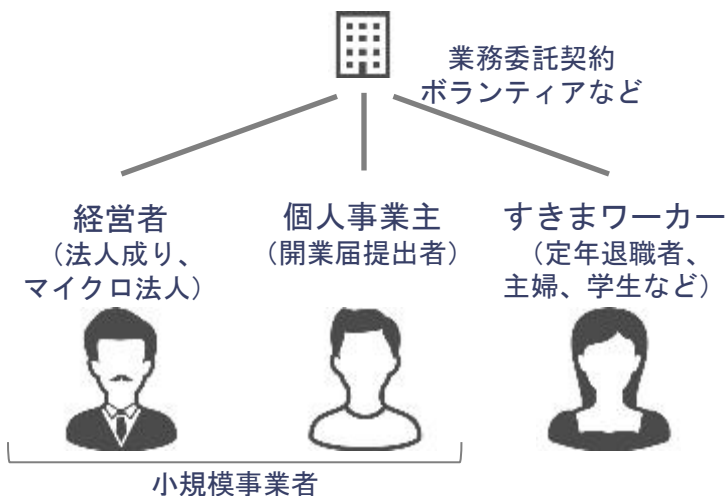 業務委託契約
ボランティアなど
経営者
（法人成り、
マイクロ法人）
個人事業主
（開業届提出者）
すきまワーカー
（定年退職者、
主婦、学生など）
小規模事業者